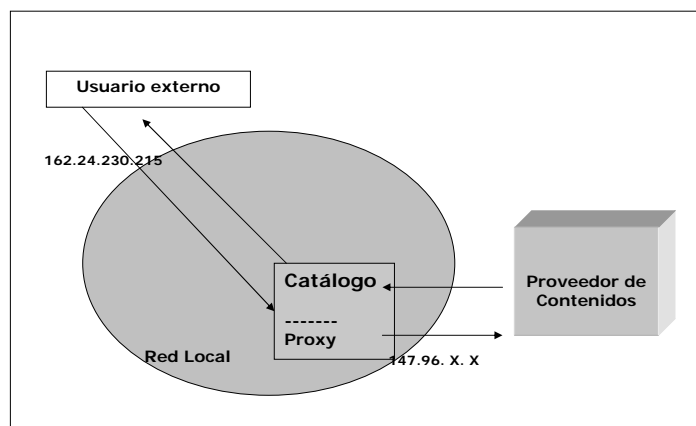 Usuario externo
162.24.230.215
Catálogo
-------
Proxy
Red Local
147.96. X. X
Proveedor de
Contenidos